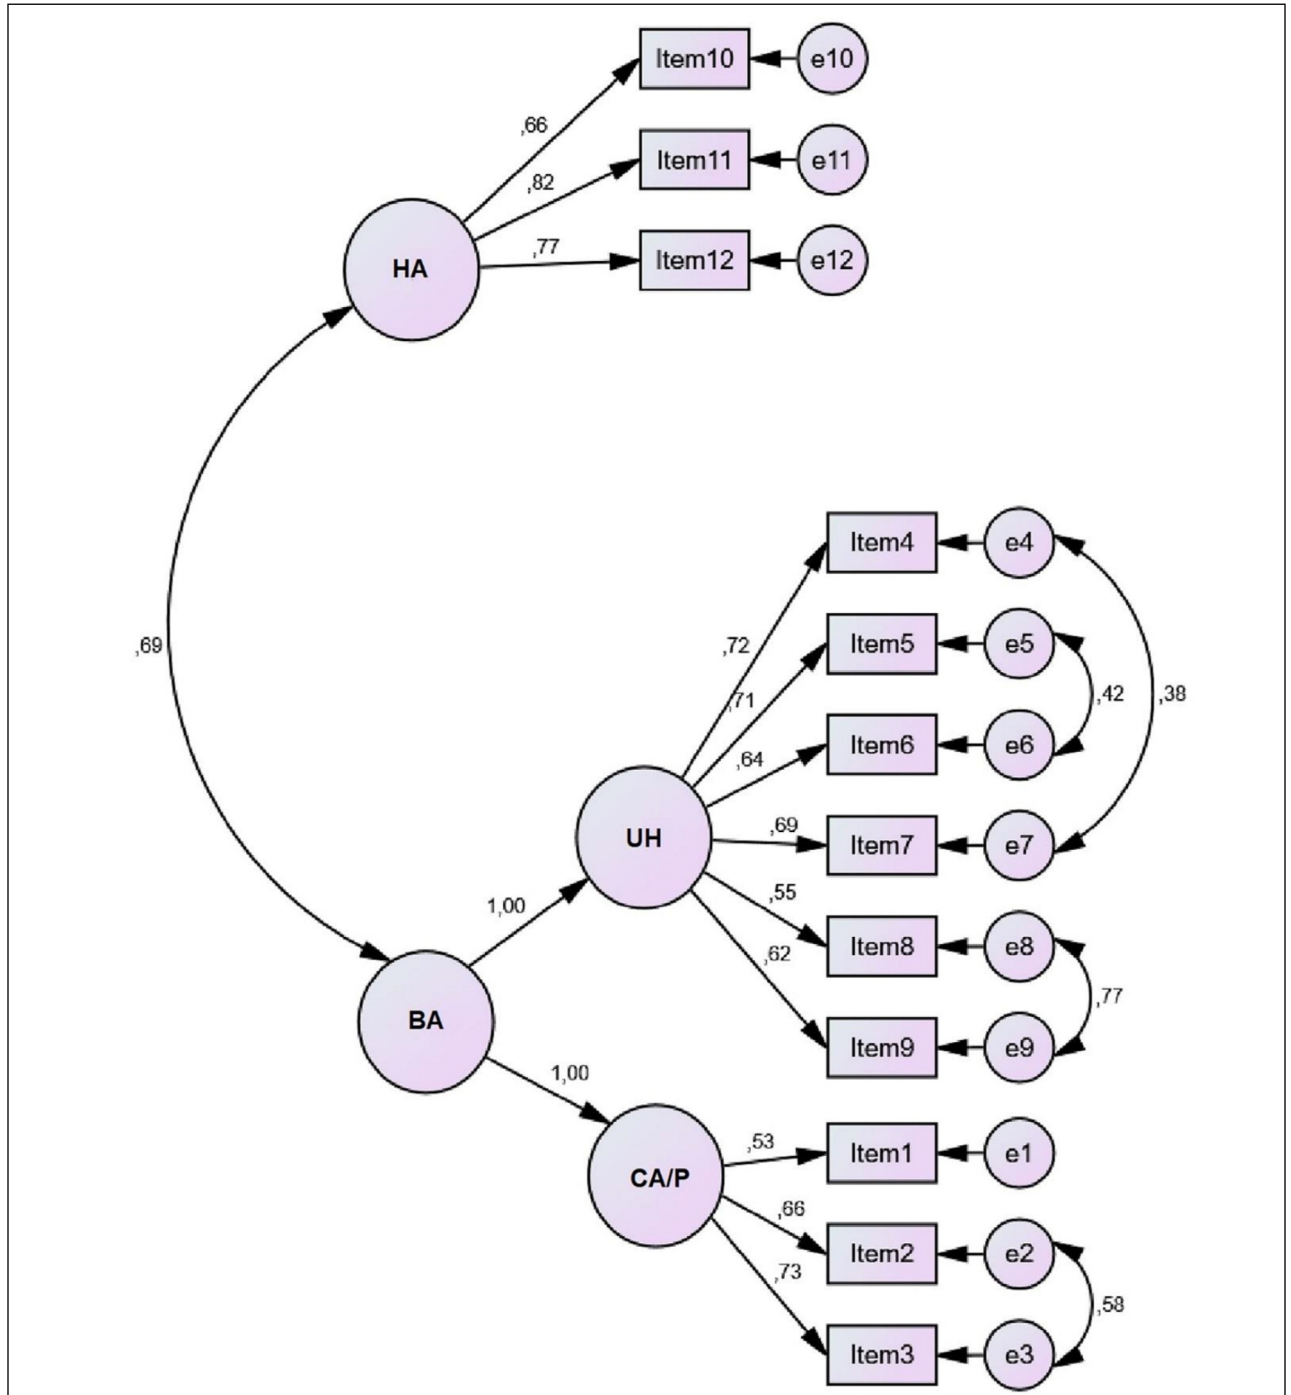 Item10 e10
,66
Item11 e11
,82
,77
Item12 e12
HA
Item4 e4
,69
,72
Item5 e5
,71
,42 ,38
,64
Item6 e6
UH
,69
Item7 e7
,55
1,00
Item8 e8
,62
,77
BA
Item9 e9
1,00
,53
Item1 e1
CA/P
,66
Item2 e2
,73
,58
Item3 e3